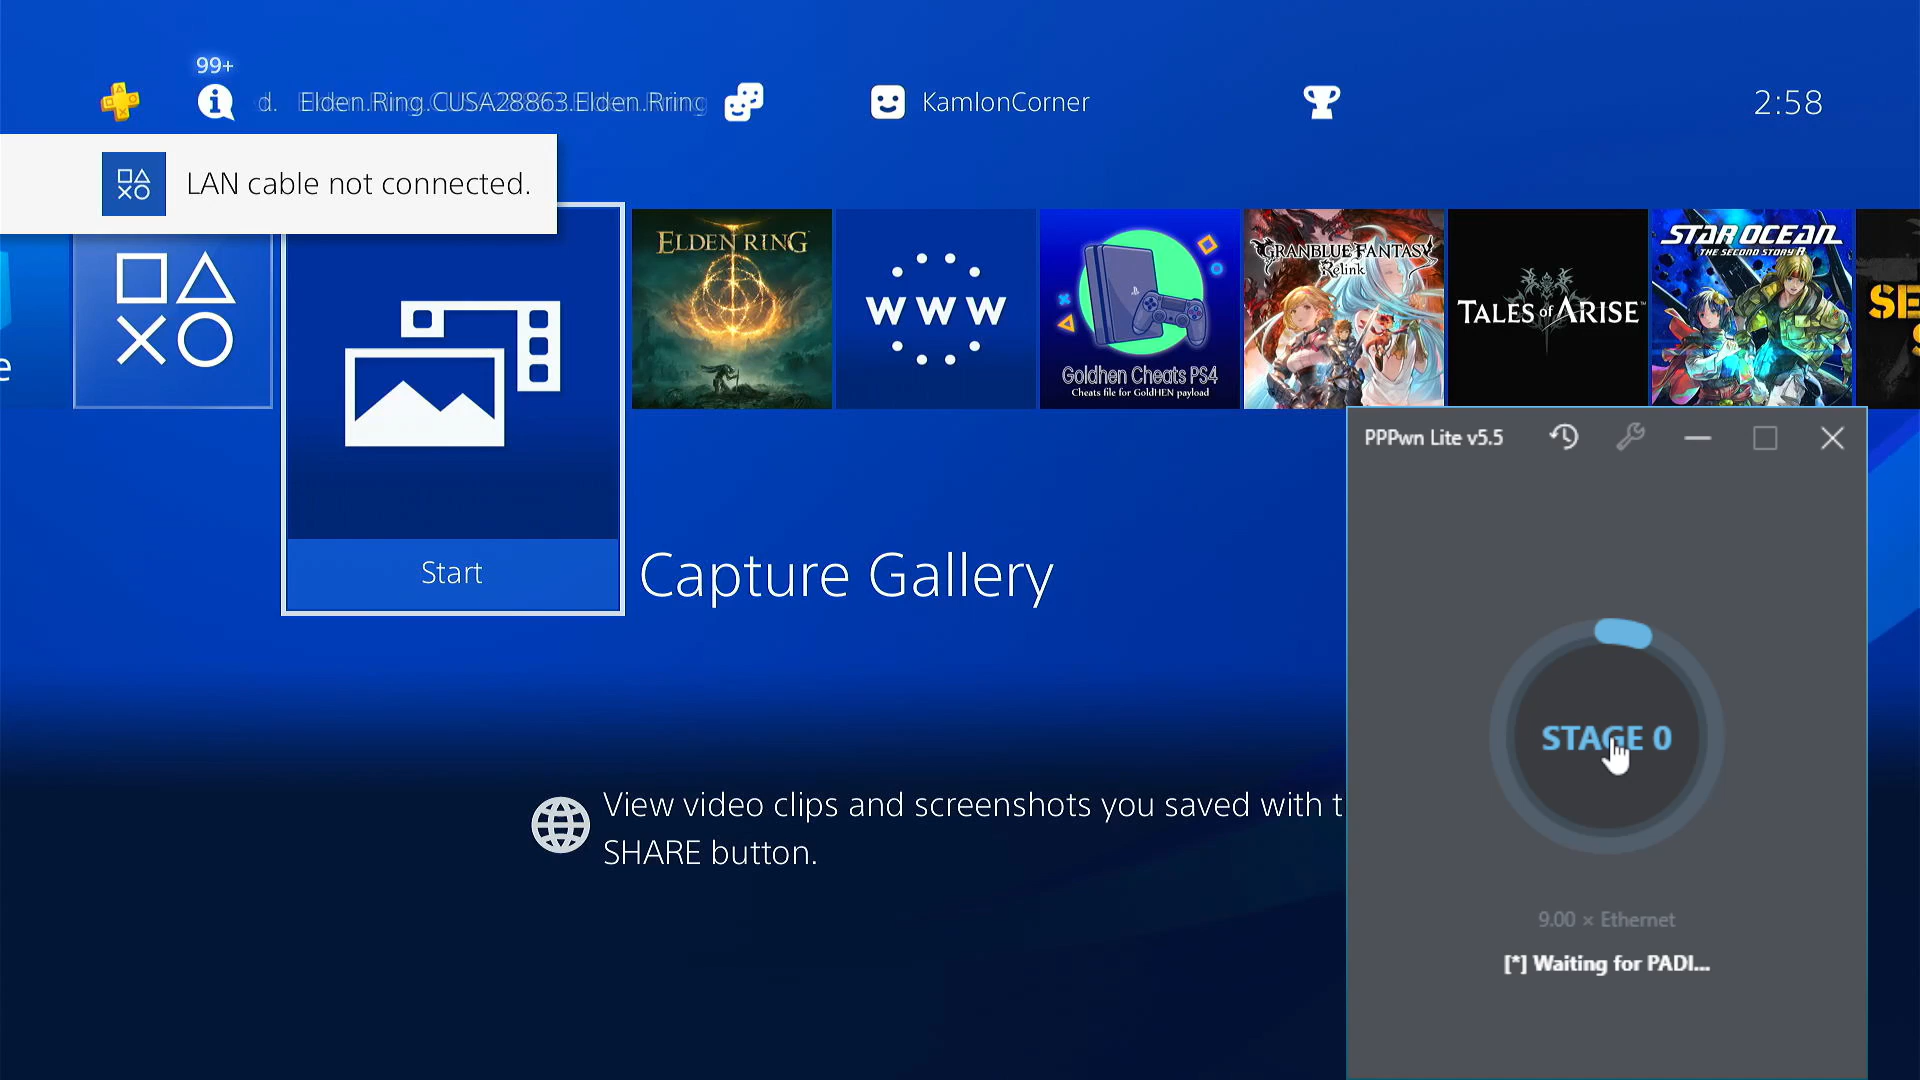 99+
d. Elden.Ring.CUSA28863.Elden.Rring
KamlonCorner
2:58
LAN cable not connected.
e
ELDEN RING
WWW
Goldhen Cheats PS4
Cheats file for GoldHEN payload
GRANBLUE FANTASY
Relink
TALES of ARISE
STAR OCEAN
THE SECOND STORY R
SE
S
Start
Capture Gallery
View video clips and screenshots you saved with t
SHARE button.
PPPwn Lite v5.5
STAGE 0
9.00 × Ethernet
[*] Waiting for PADI...